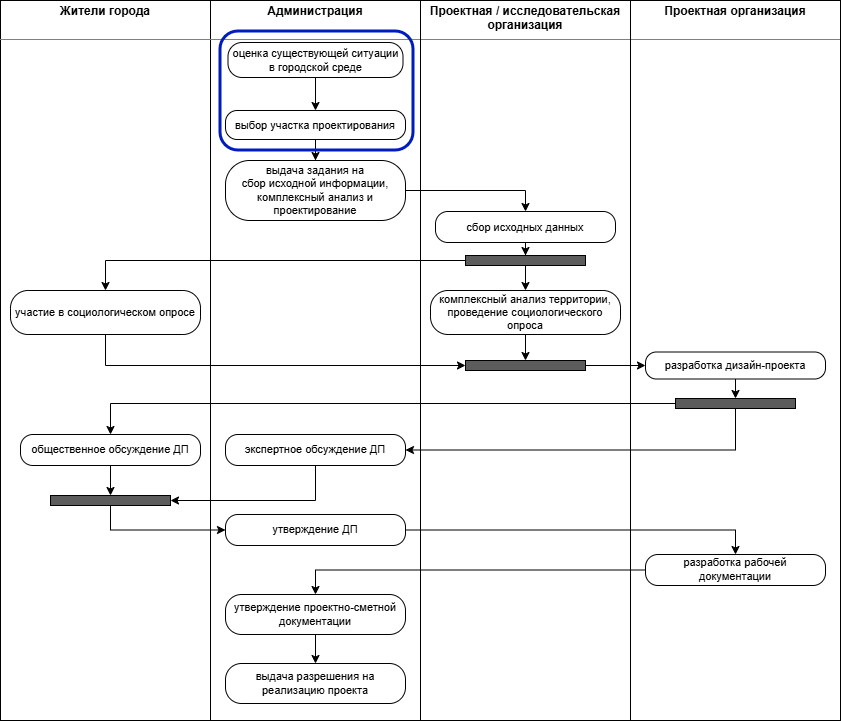 Жители города
Администрация
Проектная / исследовательская
организация
Проектная организация
оценка существующей ситуации
в городской среде
выбор участка проектирования
выдача задания на
сбор исходной информации,
комплексный анализ и
проектирование
сбор исходных данных
участие в социологическом опросе
комплексный анализ территории,
проведение социологического
опроса
разработка дизайн-проекта
общественное обсуждение ДП
экспертное обсуждение ДП
утверждение ДП
разработка рабочей
документации
утверждение проектно-сметной
документации
выдача разрешения на
реализацию проекта